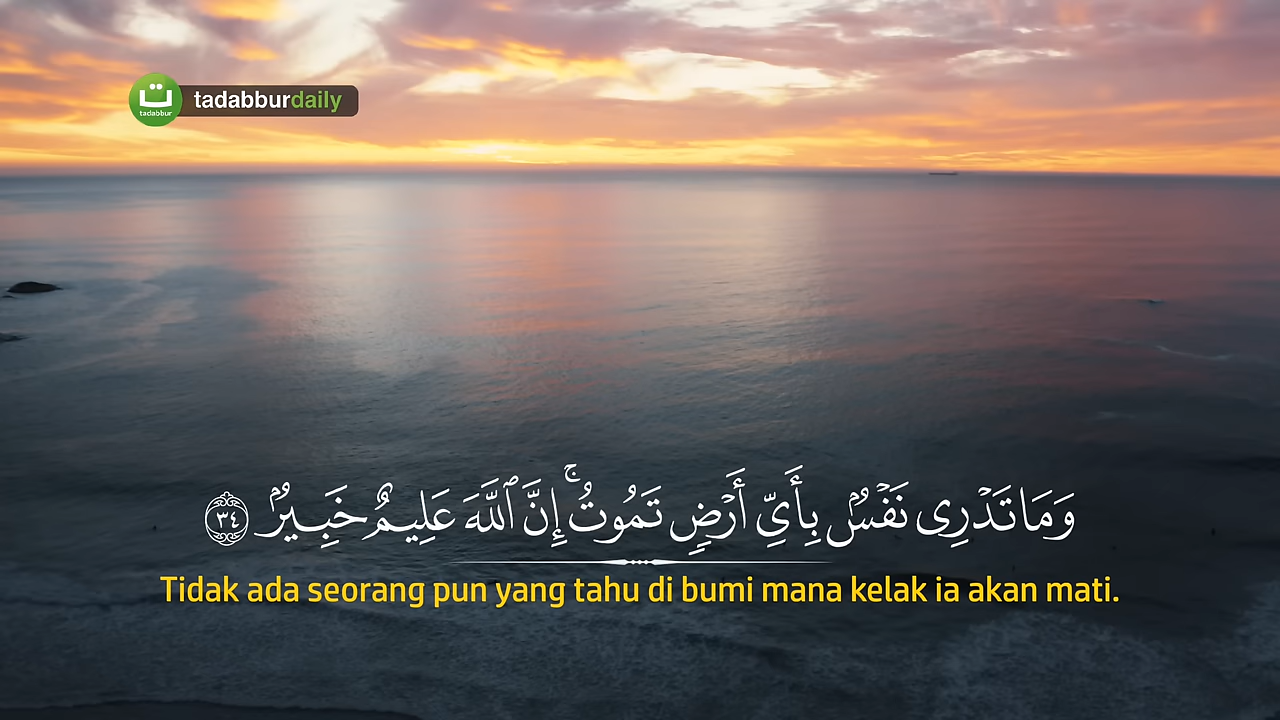 ت
tadabbur
tadabburdaily
وَمَا تَدْرِى نَفْسٌۢ بِأَىِّ أَرْضٍ تَمُوتُ ۚ إِنَّ ٱللَّهَ عَلِيمٌ خَبِيرٌۢ ٣٤
Tidak ada seorang pun yang tahu di bumi mana kelak ia akan mati.